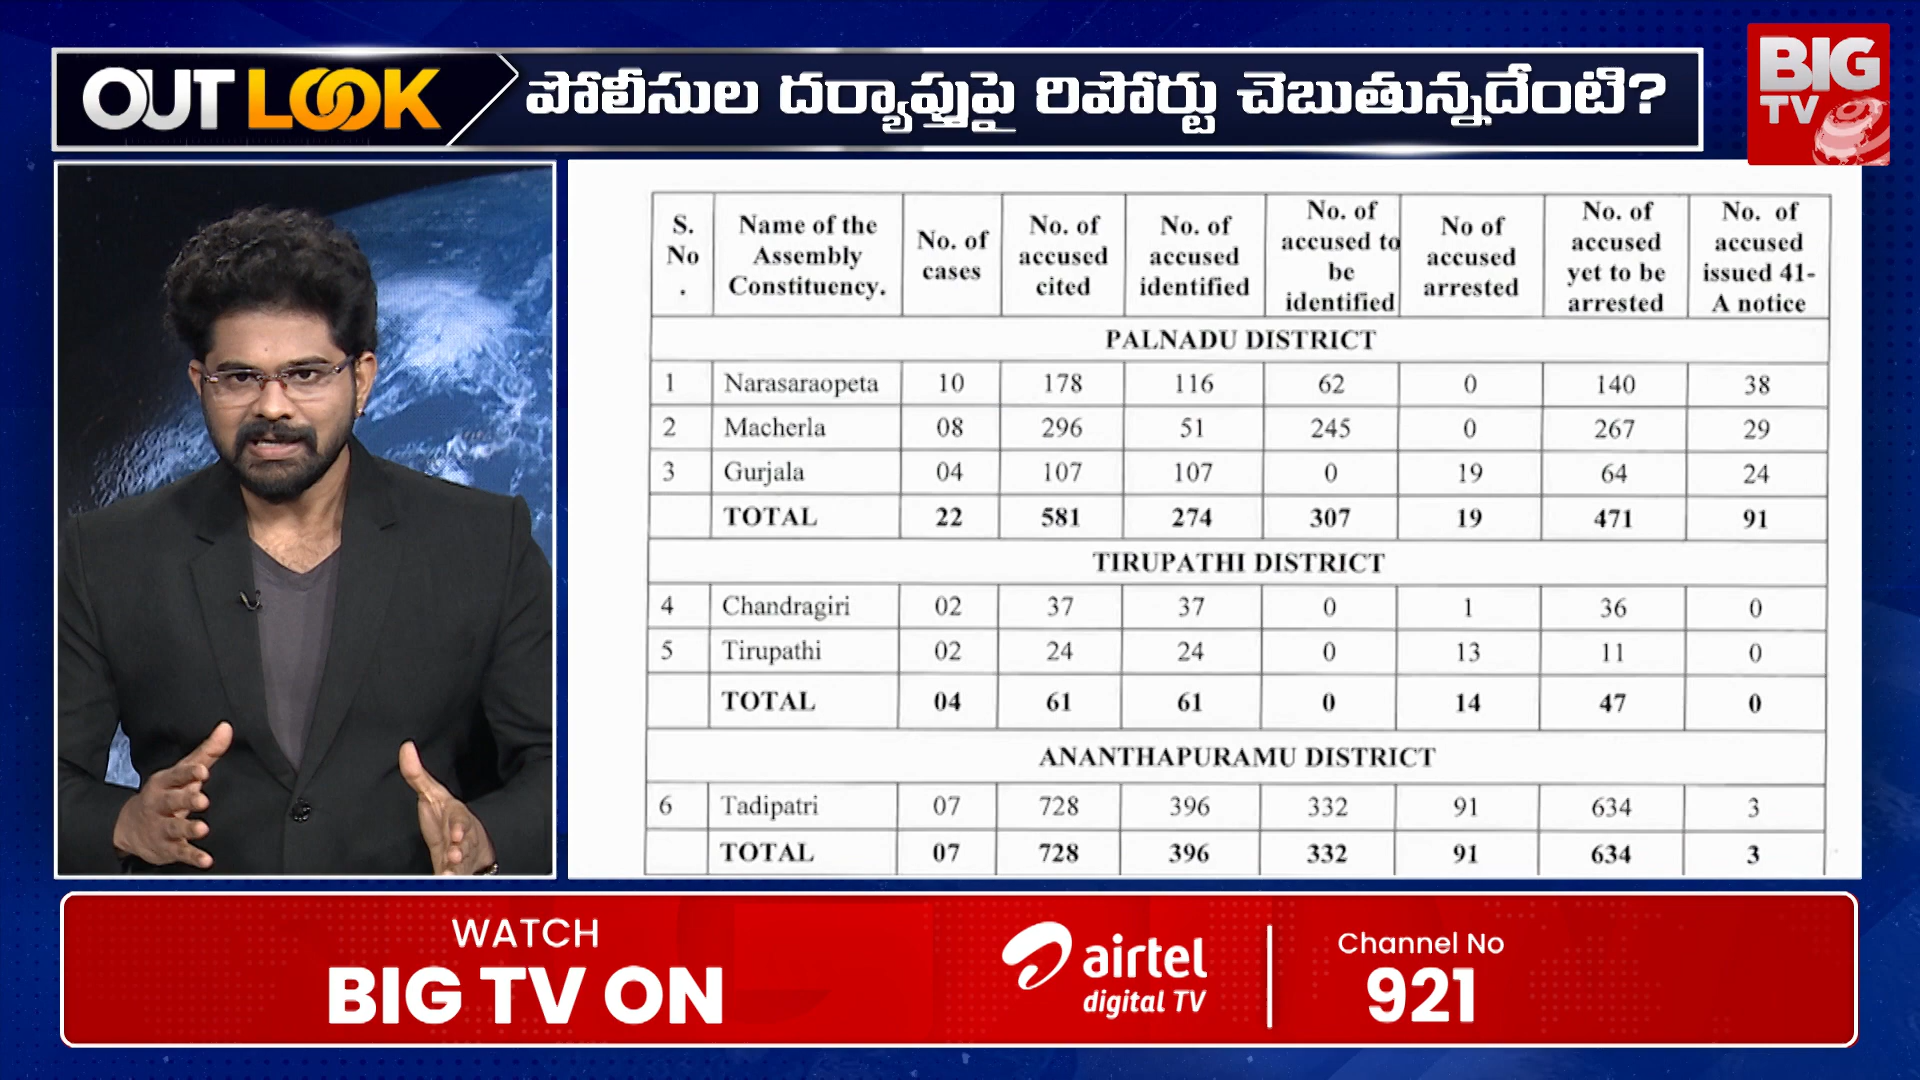 OUTLOOK పోలీసుల దర్యాప్తుపై రిపోర్టు చెబుతున్నదేంటి?
BIG
TV
S. No . Name of the Assembly Constituency. No. of cases No. of accused cited No. of accused identified No. of accused to be identified No of accused arrested No. of accused yet to be arrested No. of accused issued 41-A notice
PALNADU DISTRICT
1 Narasaraopeta 10 178 116 62 0 140 38
2 Macherla 08 296 51 245 0 267 29
3 Gurjala 04 107 107 0 19 64 24
TOTAL 22 581 274 307 19 471 91
TIRUPATHI DISTRICT
4 Chandragiri 02 37 37 0 1 36 0
5 Tirupathi 02 24 24 0 13 11 0
TOTAL 04 61 61 0 14 47 0
ANANTHAPURAMU DISTRICT
6 Tadipatri 07 728 396 332 91 634 3
TOTAL 07 728 396 332 91 634 3
WATCH
BIG TV ON
airtel
digital TV
Channel No
921